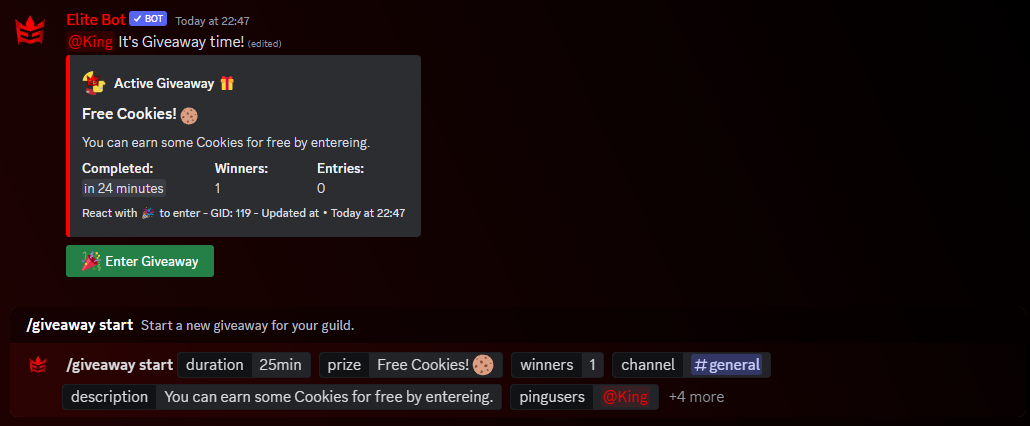 Elite Bot ✓ BOT Today at 22:47
@King It's Giveaway time! (edited)
Active Giveaway 🎁
Free Cookies! 🍪
You can earn some Cookies for free by entereing.
Completed: Winners: Entries:
in 24 minutes 1 0
React with 🎉 to enter - GID: 119 - Updated at • Today at 22:47
🎉 Enter Giveaway
/giveaway start Start a new giveaway for your guild.
/giveaway start duration 25min prize Free Cookies! 🍪 winners 1 channel #general
description You can earn some Cookies for free by entereing. pingusers @King +4 more